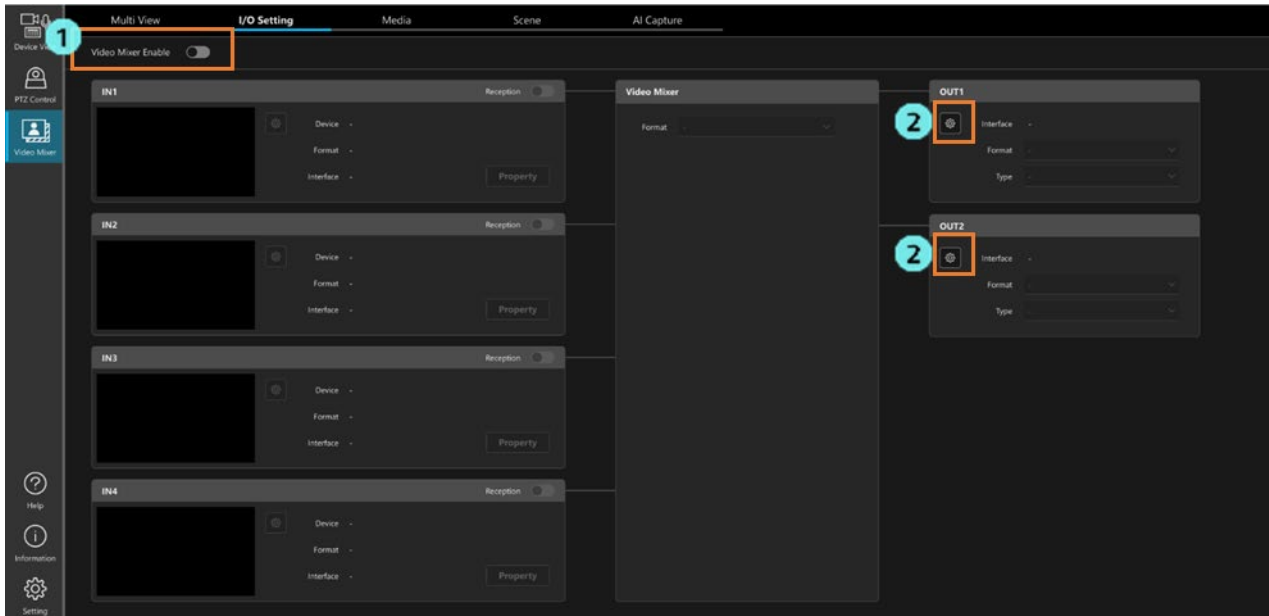 Multi View
I/O Setting
Media
Scene
AI Capture
1
Video Mixer Enable
Device View
PTZ Control
Video Mixer
Help
Information
Setting
IN1
Reception
Device -
Format -
Interface -
Property
IN2
Reception
Device -
Format -
Interface -
Property
IN3
Reception
Device -
Format -
Interface -
Property
IN4
Reception
Device -
Format -
Interface -
Property
Video Mixer
Format -
OUT1
2
Interface -
Format -
Type -
OUT2
2
Interface -
Format -
Type -